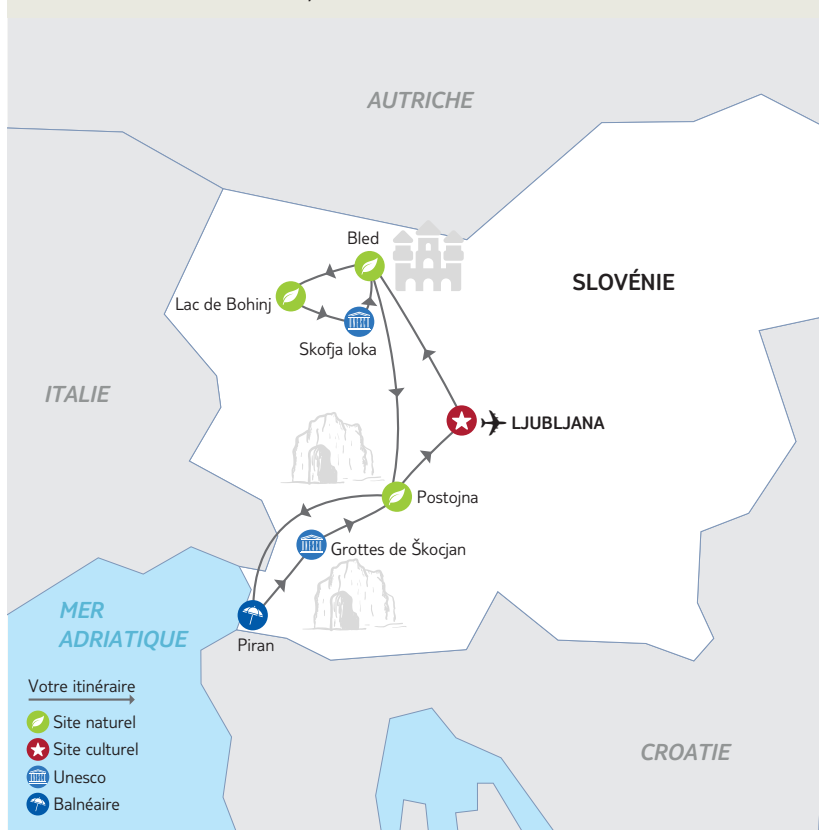 AUTRICHE
Bled
SLOVÉNIE
Lac de Bohinj
Skofja loka
ITALIE
LJUBLJANA
Postojna
Grottes de Škocjan
MER
ADRIATIQUE
Piran
Votre itinéraire
Site naturel
Site culturel
Unesco
Balnéaire
CROATIE